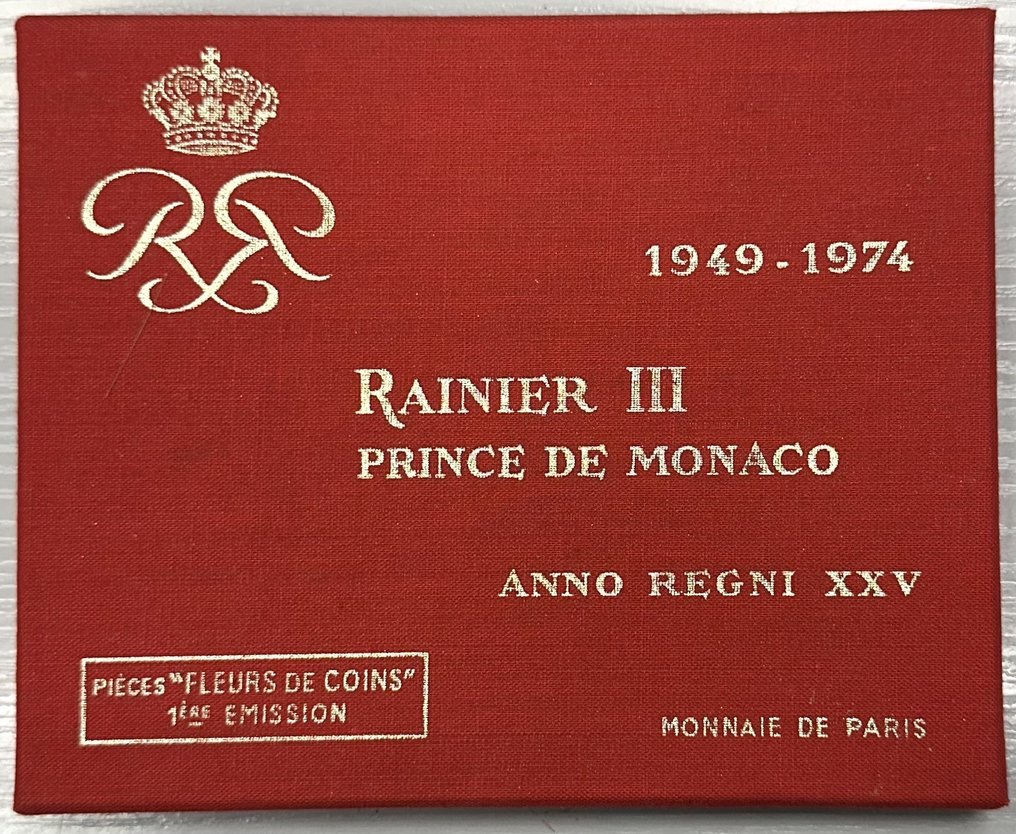 RR
1949-1974
RAINIER III
PRINCE DE MONACO
ANNO REGNI XXV
PIÈCES "FLEURS DE COINS"
1ÈRE EMISSION
MONNAIE DE PARIS